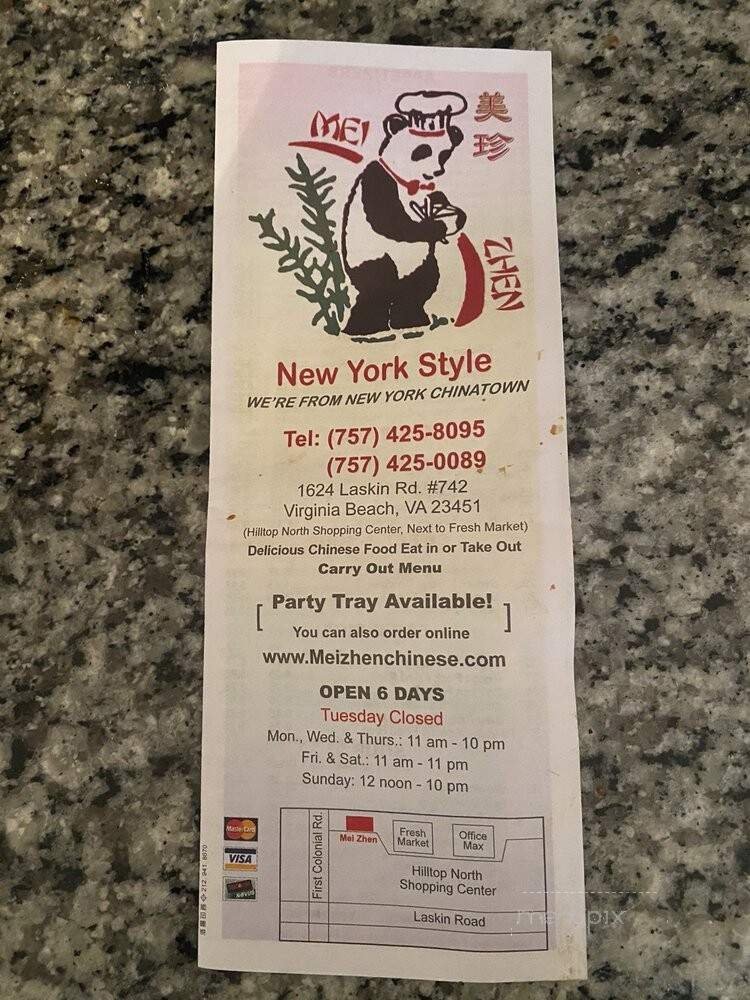 MEI
美珍
ZHEN
New York Style
WE'RE FROM NEW YORK CHINATOWN
Tel: (757) 425-8095
(757) 425-0089
1624 Laskin Rd. #742
Virginia Beach, VA 23451
(Hilltop North Shopping Center, Next to Fresh Market)
Delicious Chinese Food Eat in or Take Out
Carry Out Menu
[ Party Tray Available! ]
You can also order online
www.Meizhenchinese.com
OPEN 6 DAYS
Tuesday Closed
Mon., Wed. & Thurs.: 11 am - 10 pm
Fri. & Sat.: 11 am - 11 pm
Sunday: 12 noon - 10 pm
MasterCard
VISA
NOVUS
First Colonial Rd.
Mei Zhen
Fresh
Market
Office
Max
Hilltop North
Shopping Center
Laskin Road
212. 941. 8070
menupix